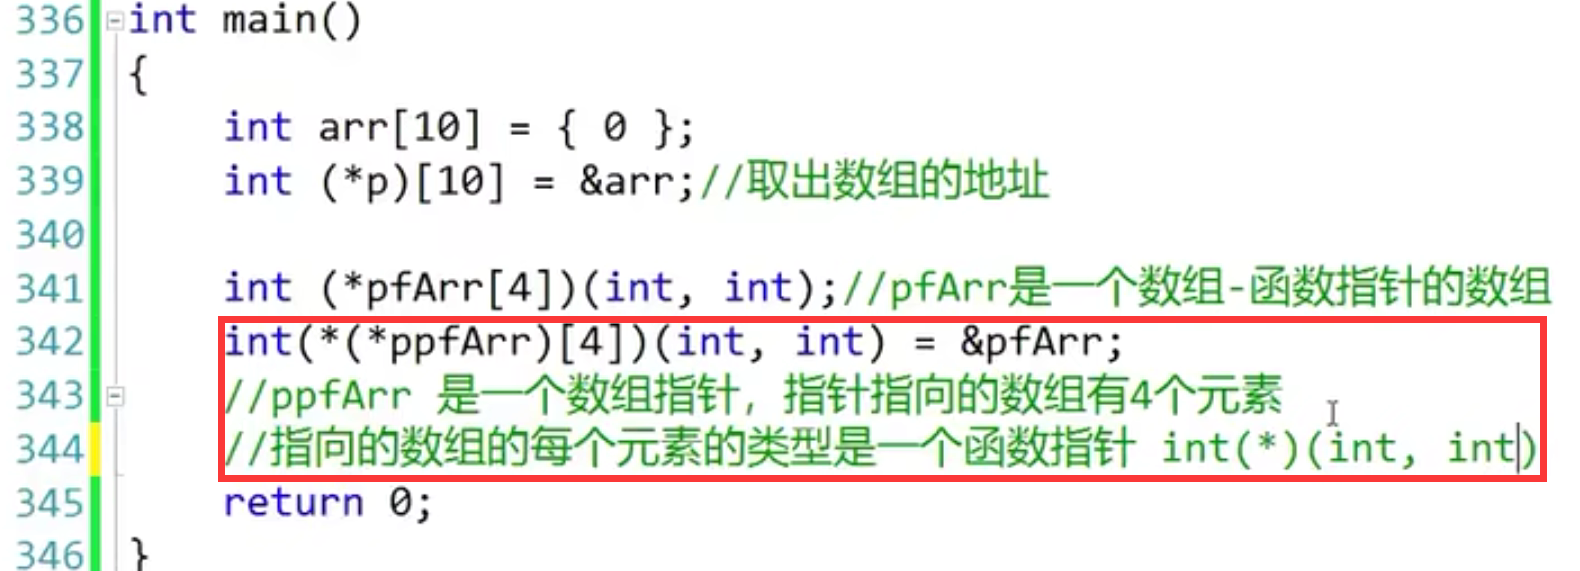 336 int main()
337 {
338 int arr[10] = { 0 };
339 int (*p)[10] = &arr;//取出数组的地址
340
341 int (*pfArr[4])(int, int);//pfArr是一个数组-函数指针的数组
342 int(*(*ppfArr)[4])(int, int) = &pfArr;
343 //ppfArr 是一个数组指针，指针指向的数组有4个元素
344 //指向的数组的每个元素的类型是一个函数指针 int(*)(int, int)
345 return 0;
346 }